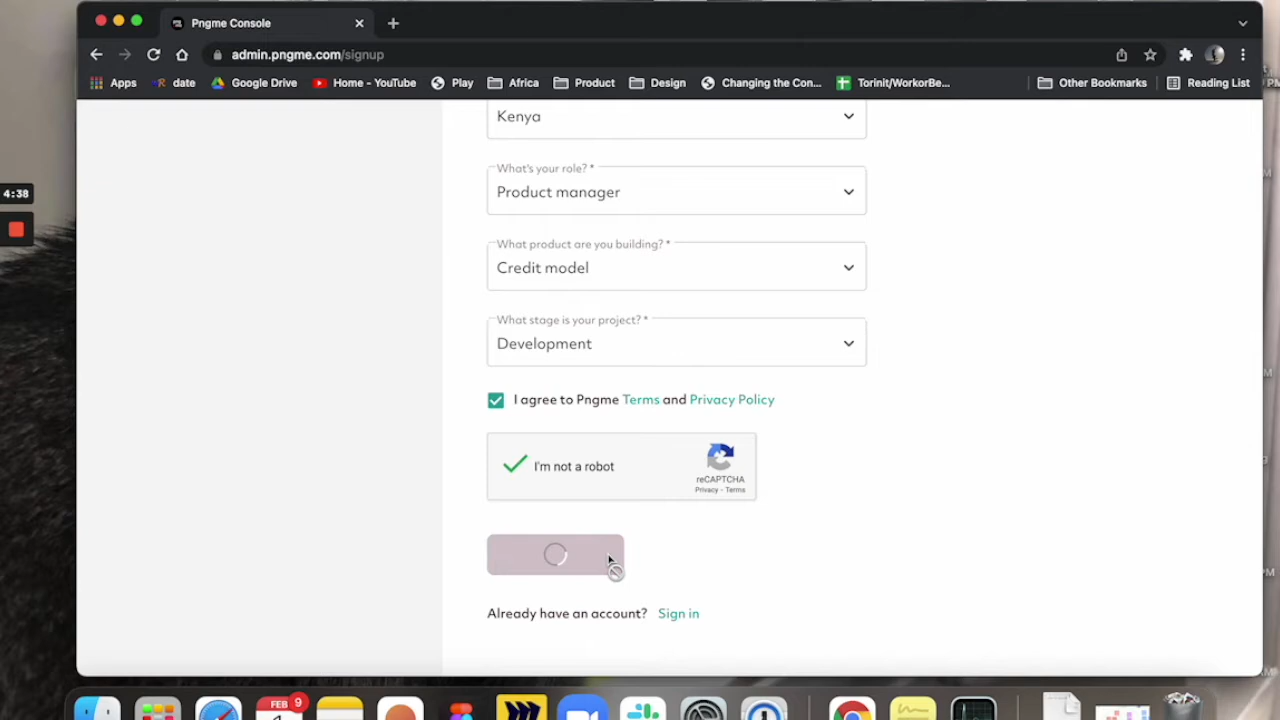 Pngme Console
admin.pngme.com/signup
Apps
date
Google Drive
Home – YouTube
Play
Africa
Product
Design
Changing the Con...
Torinit/WorkerBe...
Other Bookmarks
Reading List
Kenya
4:38
What's your role? *
Product manager
What product are you building? *
Credit model
What stage is your project? *
Development
I agree to Pngme Terms and Privacy Policy
I'm not a robot
reCAPTCHA
Privacy - Terms
Already have an account? Sign in
FEB
9